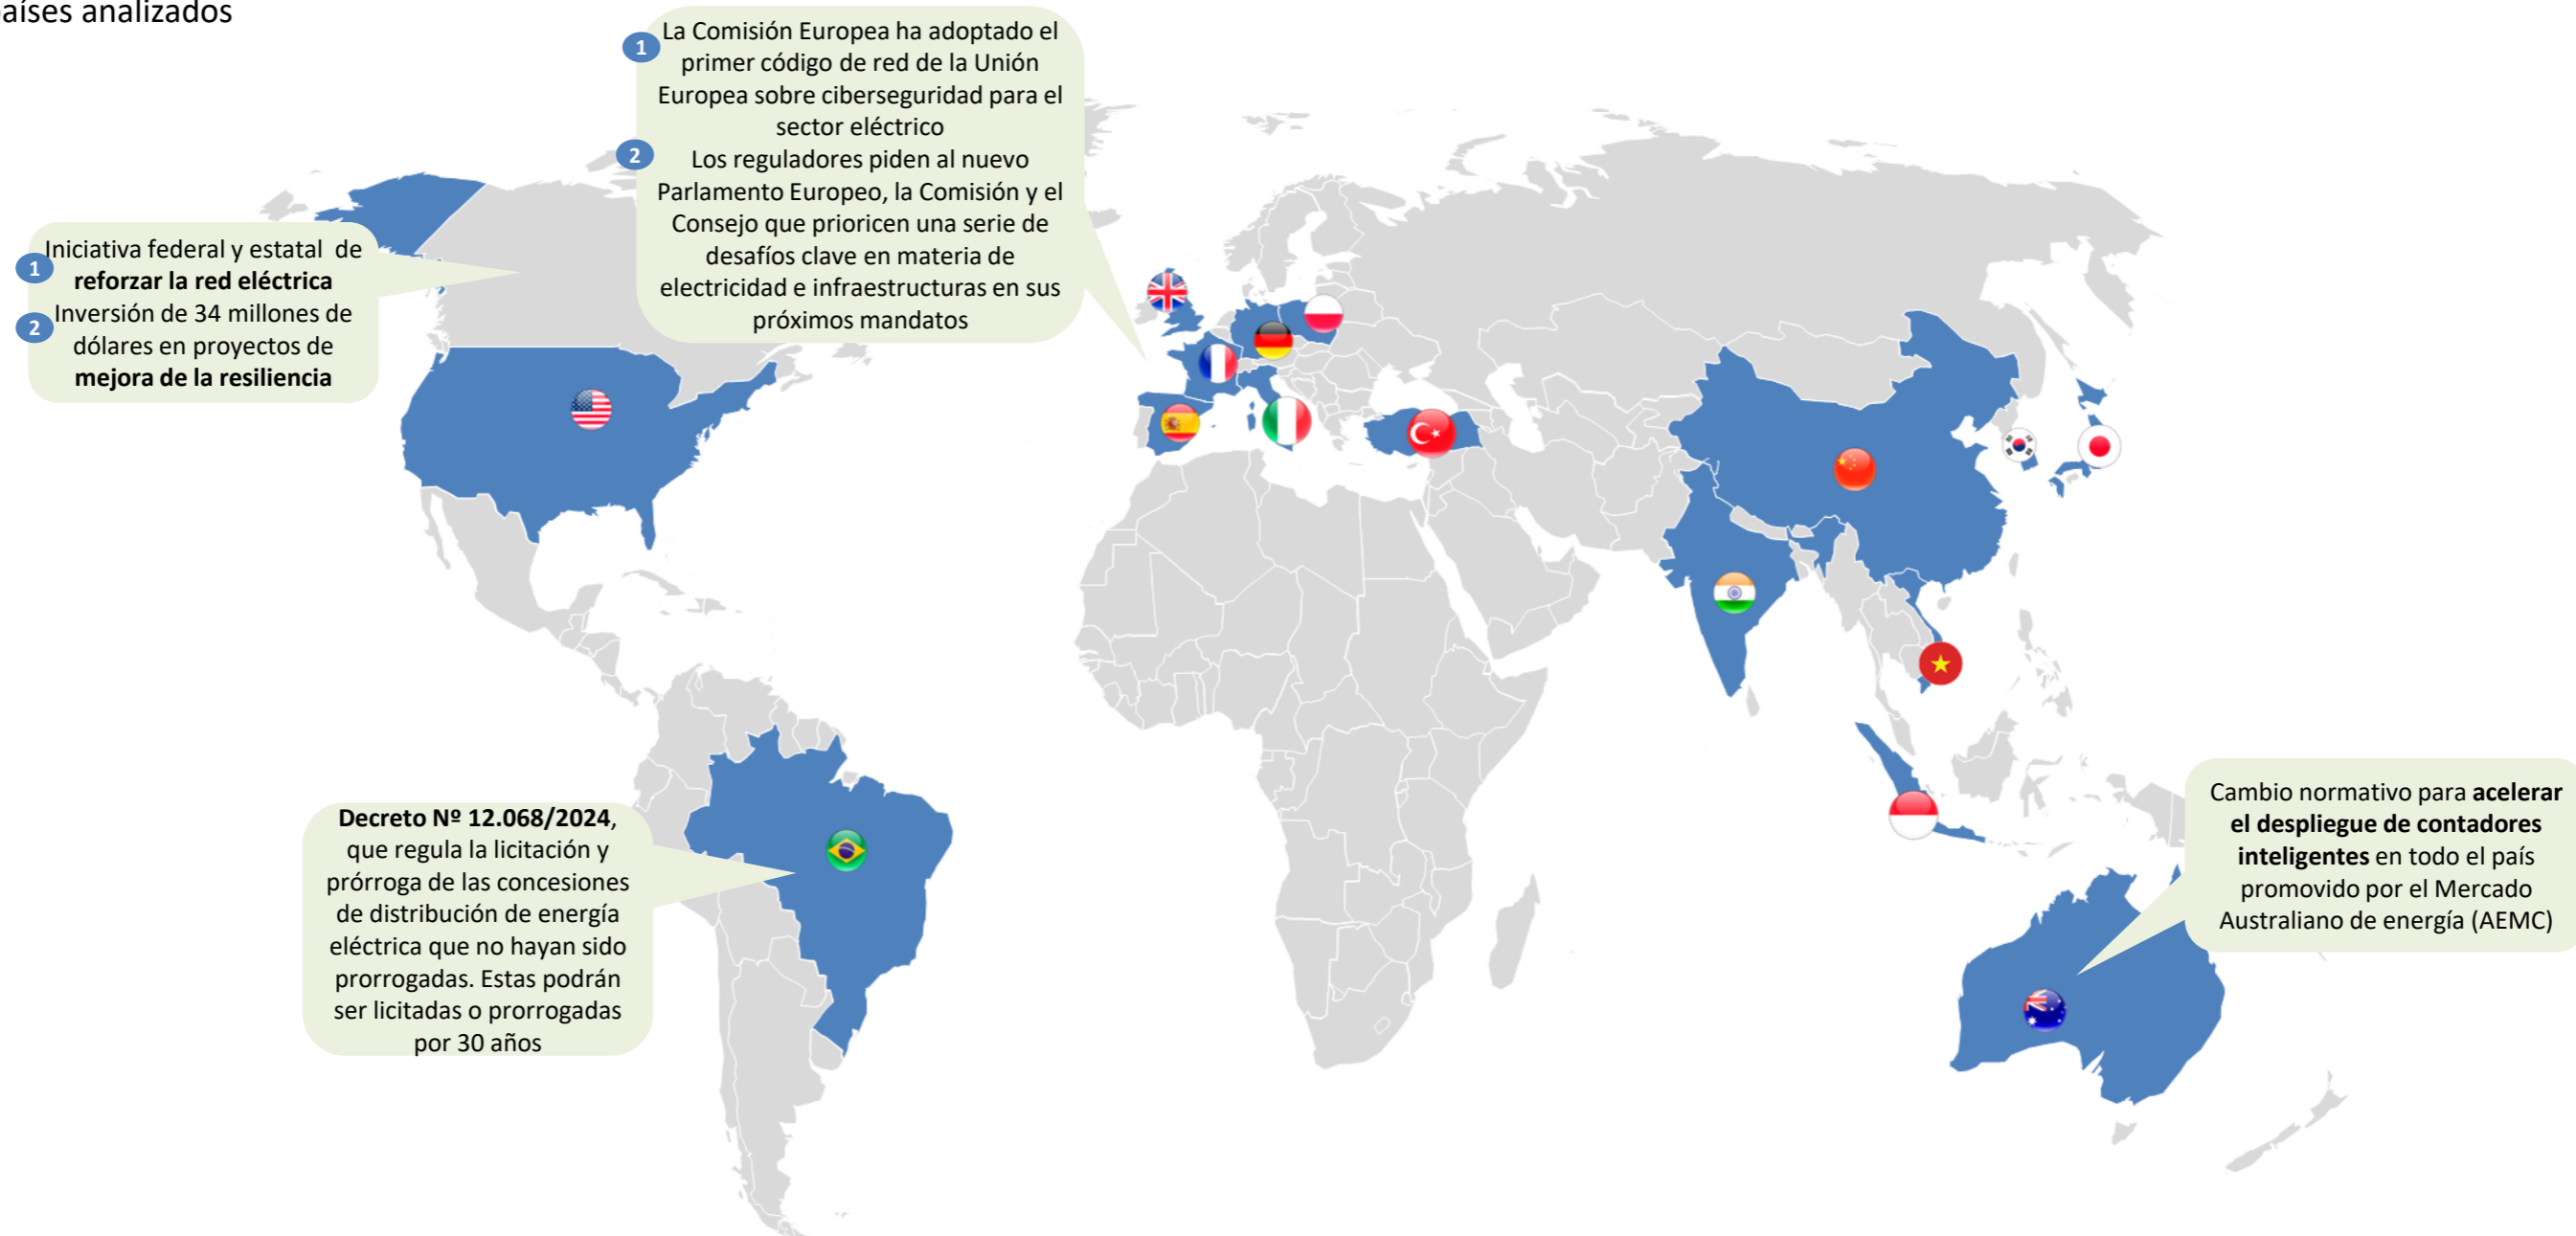 países analizados
1
La Comisión Europea ha adoptado el
primer código de red de la Unión
Europea sobre ciberseguridad para el
sector eléctrico
2
Los reguladores piden al nuevo
Parlamento Europeo, la Comisión y el
Consejo que prioricen una serie de
desafíos clave en materia de
electricidad e infraestructuras en sus
próximos mandatos
1
Iniciativa federal y estatal de
reforzar la red eléctrica
2
Inversión de 34 millones de
dólares en proyectos de
mejora de la resiliencia
Decreto Nº 12.068/2024,
que regula la licitación y
prórroga de las concesiones
de distribución de energía
eléctrica que no hayan sido
prorrogadas. Estas podrán
ser licitadas o prorrogadas
por 30 años
Cambio normativo para acelerar
el despliegue de contadores
inteligentes en todo el país
promovido por el Mercado
Australiano de energía (AEMC)